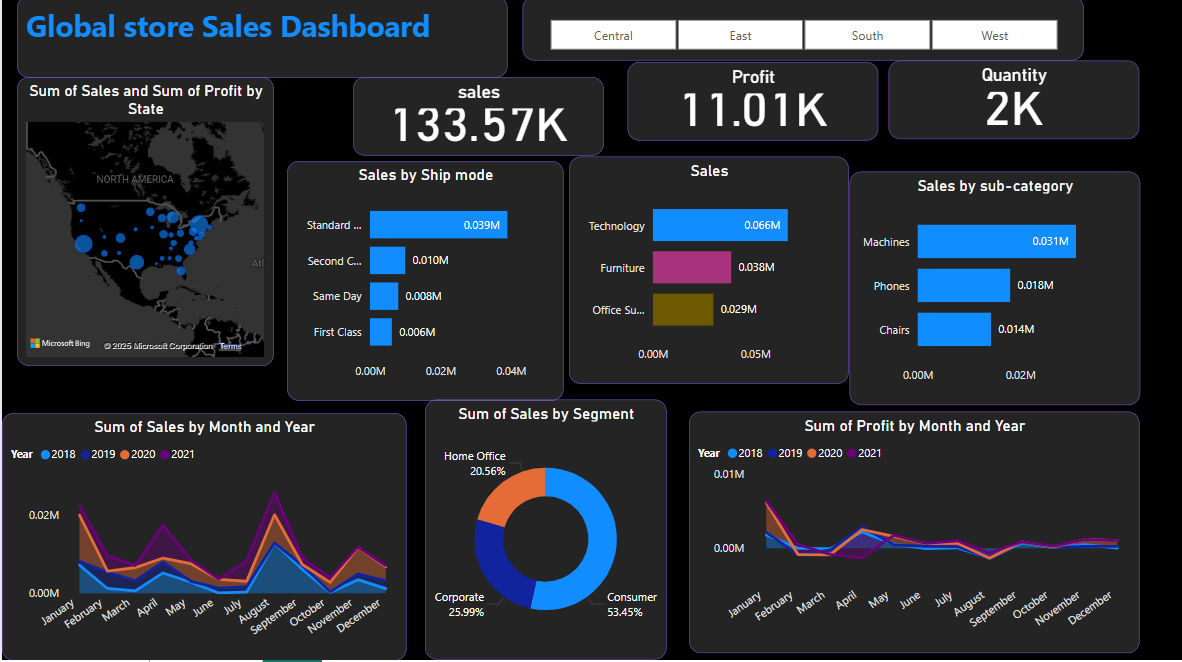 Global store Sales Dashboard
Central
East
South
West
Sum of Sales and Sum of Profit by
State
NORTH AMERICA
Atl
Microsoft Bing
© 2025 Microsoft Corporation
Terms
sales
133.57K
Profit
11.01K
Quantity
2K
Sales by Ship mode
Standard ...
0.039M
Second C...
0.010M
Same Day
0.008M
First Class
0.006M
0.00M
0.02M
0.04M
Sales
Technology
0.066M
Furniture
0.038M
Office Su...
0.029M
0.00M
0.05M
Sales by sub-category
Machines
0.031M
Phones
0.018M
Chairs
0.014M
0.00M
0.02M
Sum of Sales by Month and Year
Year 2018 2019 2020 2021
0.02M
0.00M
January
February
March
April
May
June
July
August
September
October
November
December
Sum of Sales by Segment
Home Office
20.56%
Corporate
25.99%
Consumer
53.45%
Sum of Profit by Month and Year
Year 2018 2019 2020 2021
0.01M
0.00M
January
February
March
April
May
June
July
August
September
October
November
December